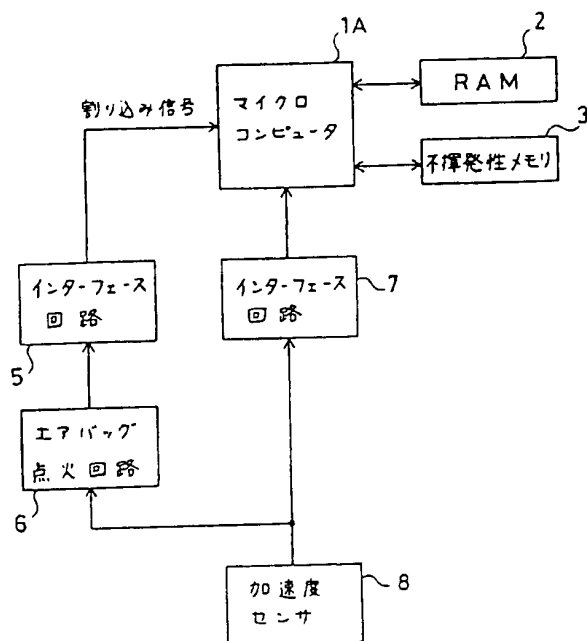 1A
マイクロ
コンピュータ
2
RAM
3
不揮発性メモリ
割り込み信号
インターフェース
回路
5
インターフェース
回路
7
エアバッグ
点火回路
6
加速度
センサ
8